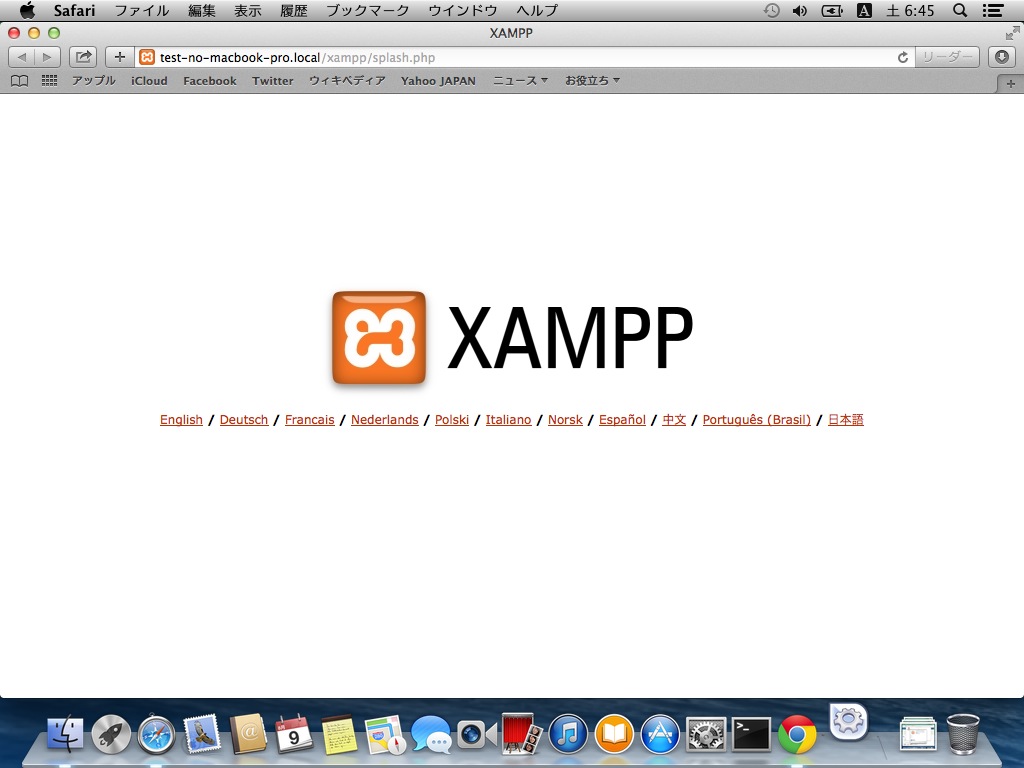 Safari ファイル 編集 表示 履歴 ブックマーク ウインドウ ヘルプ A 土 6:45
XAMPP
test-no-macbook-pro.local/xampp/splash.php リーダー
アップル iCloud Facebook Twitter ウィキペディア Yahoo JAPAN ニュース お役立ち
XAMPP
English / Deutsch / Francais / Nederlands / Polski / Italiano / Norsk / Español / 中文 / Português (Brasil) / 日本語
9